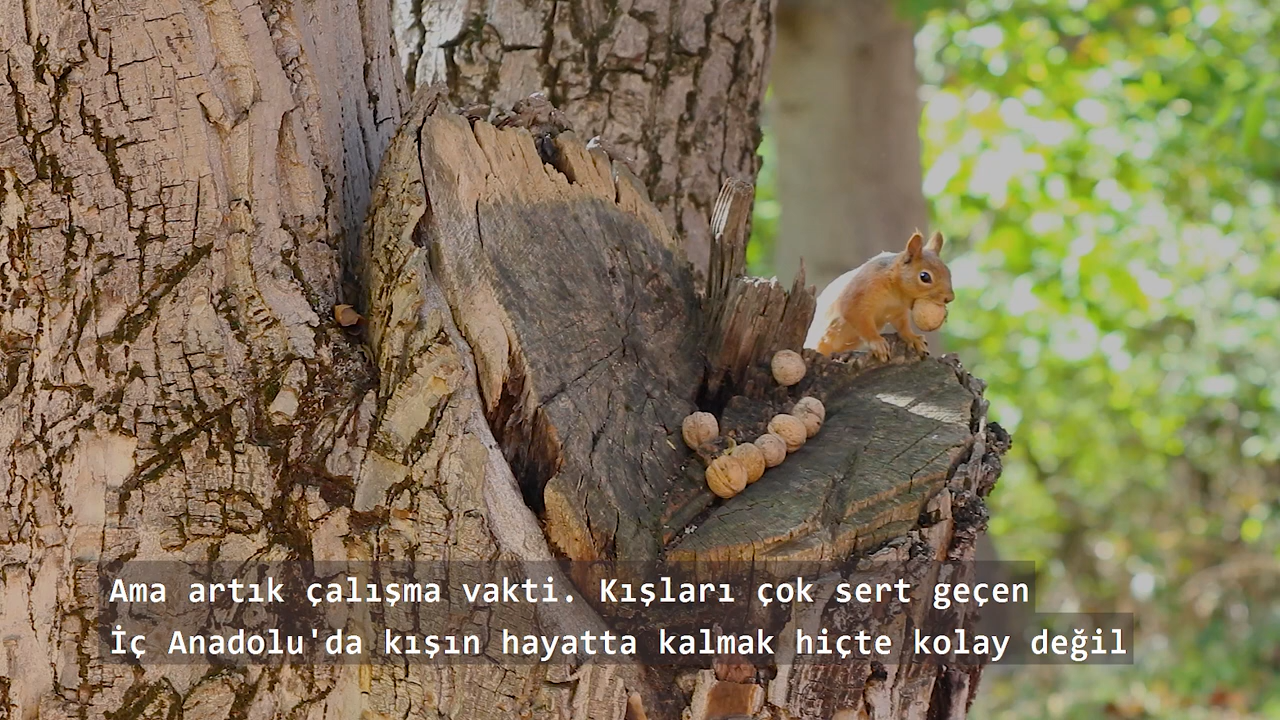 Ama artık çalışma vakti. Kışları çok sert geçen
İç Anadolu'da kışın hayatta kalmak hiçte kolay değil